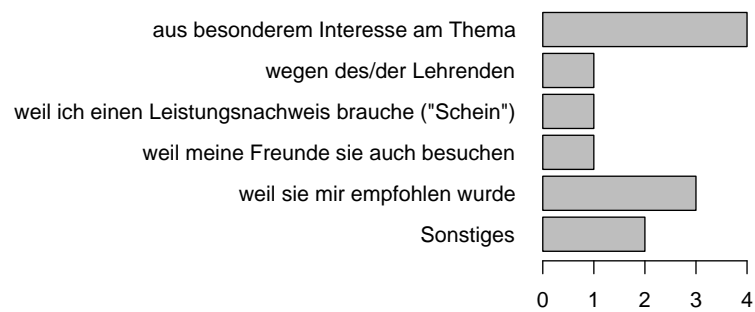 aus besonderem Interesse am Thema
wegen des/der Lehrenden
weil ich einen Leistungsnachweis brauche ("Schein")
weil meine Freunde sie auch besuchen
weil sie mir empfohlen wurde
Sonstiges
0 1 2 3 4